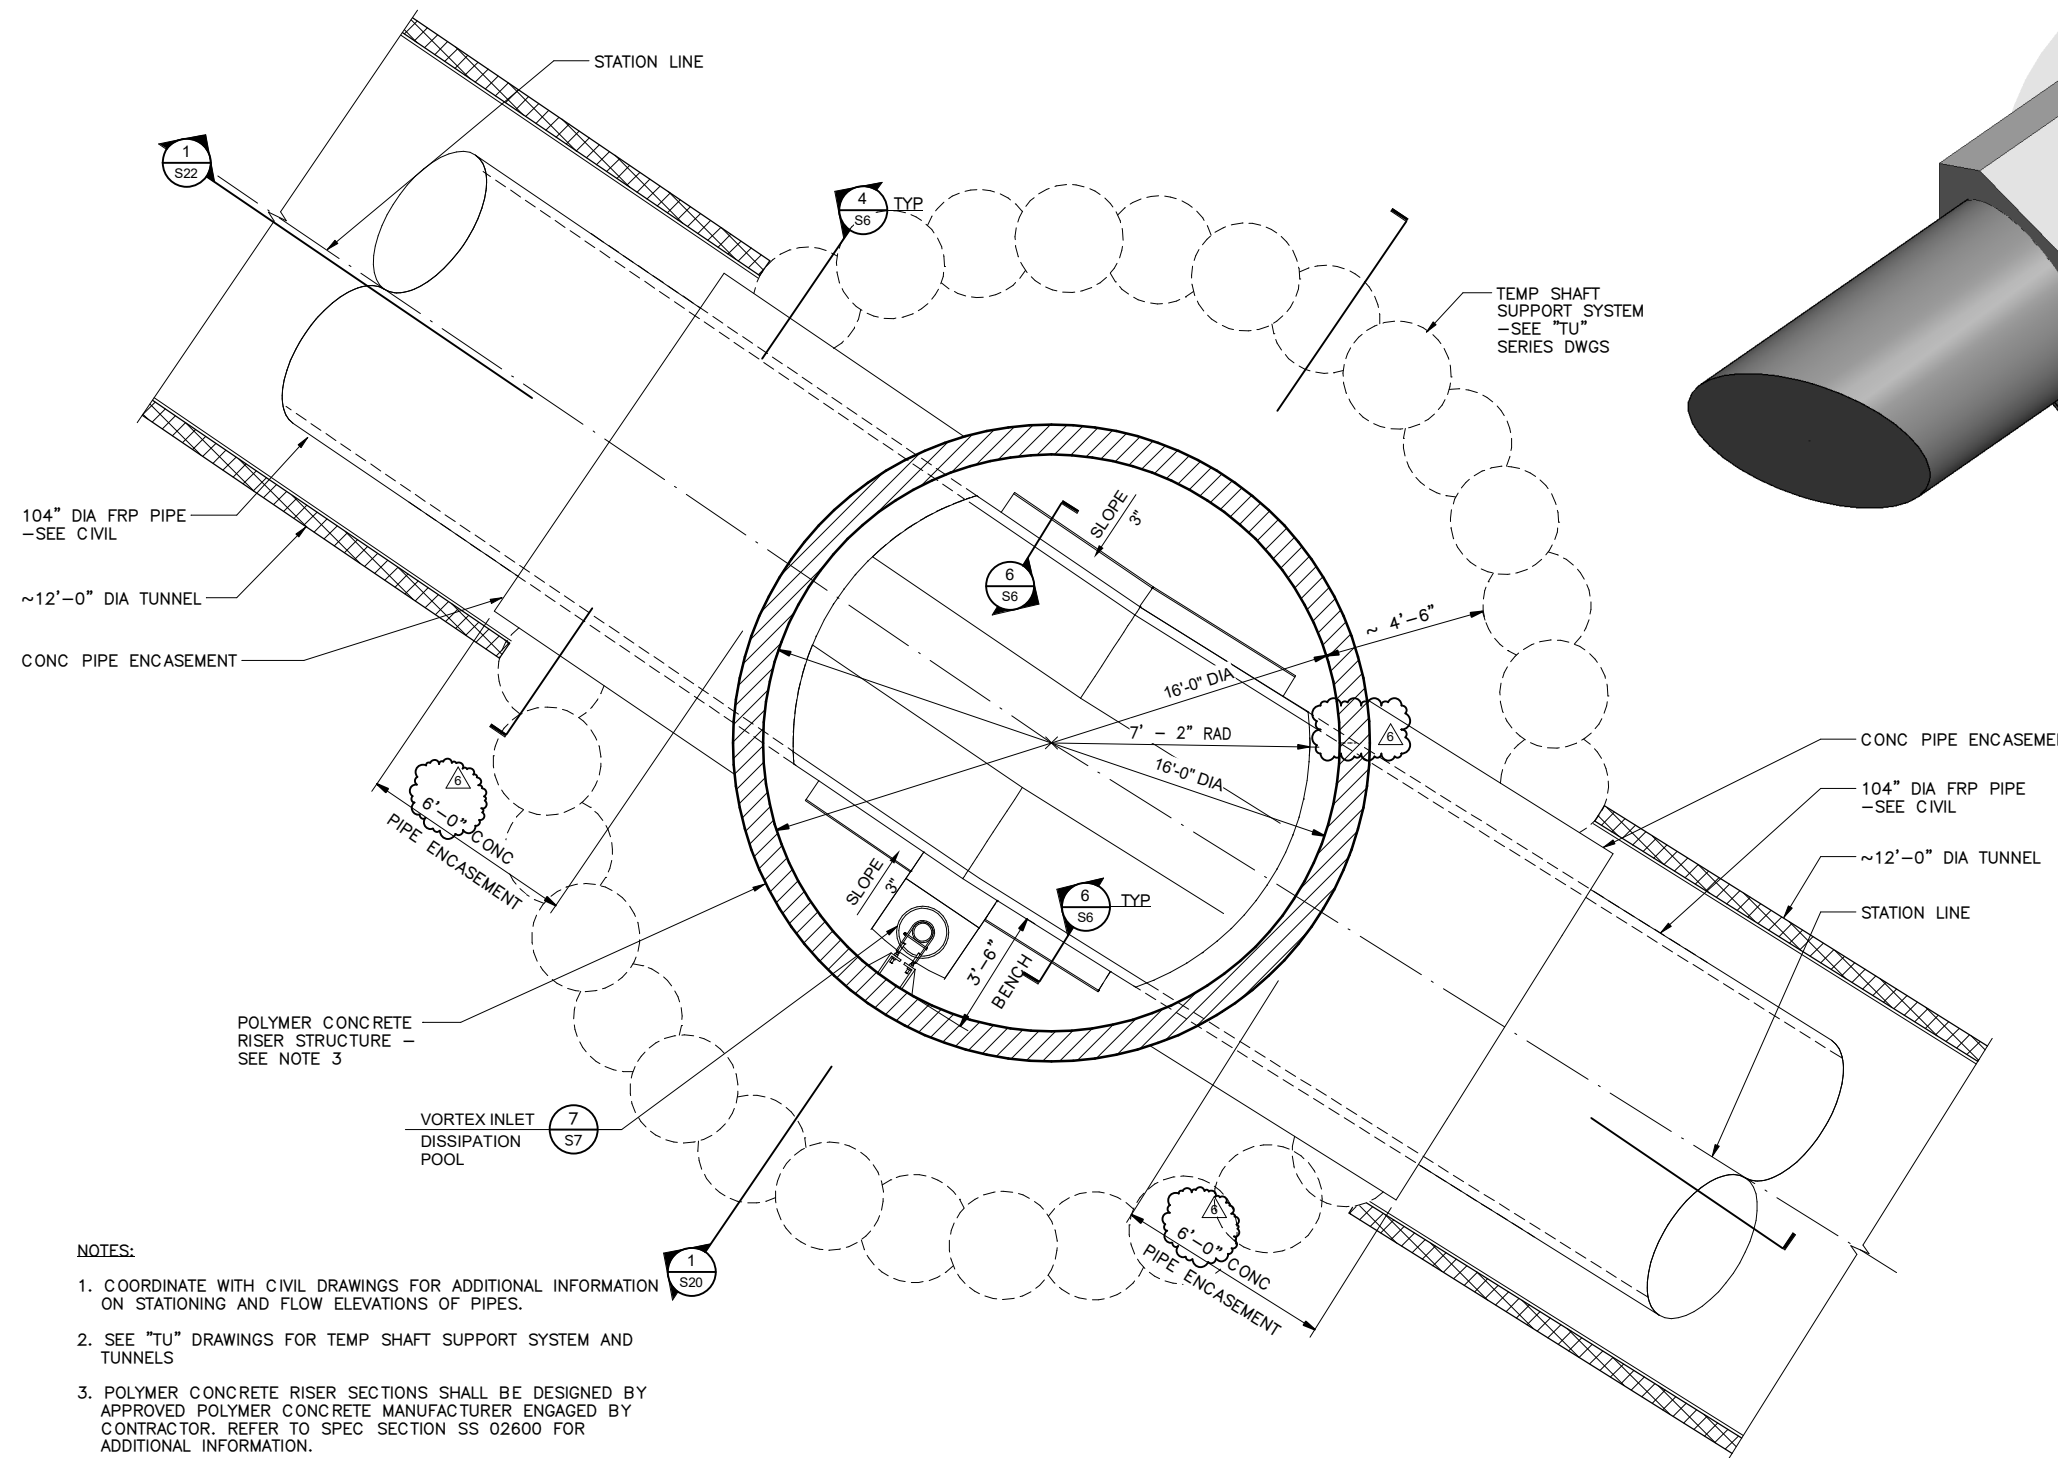 STATION LINE
1
S22
4
S6
TYP
TEMP SHAFT
SUPPORT SYSTEM
–SEE "TU"
SERIES DWGS
104" DIA FRP PIPE
–SEE CIVIL
~12'–0" DIA TUNNEL
CONC PIPE ENCASEMENT
SLOPE
3"
6
S6
~ 4'–6"
16'-0" DIA
7' – 2" RAD
16'-0" DIA
6
CONC PIPE ENCASEME
104" DIA FRP PIPE
–SEE CIVIL
~12'–0" DIA TUNNEL
STATION LINE
6
6'–0" CONC
PIPE ENCASEMENT
SLOPE
3"
6
S6
TYP
3'–6"
BENCH
POLYMER CONCRETE
RISER STRUCTURE –
SEE NOTE 3
VORTEX INLET
DISSIPATION
POOL
7
S7
6
6'–0" CONC
PIPE ENCASEMENT
1
S20
NOTES:
1. COORDINATE WITH CIVIL DRAWINGS FOR ADDITIONAL INFORMATION
ON STATIONING AND FLOW ELEVATIONS OF PIPES.
2. SEE "TU" DRAWINGS FOR TEMP SHAFT SUPPORT SYSTEM AND
TUNNELS
3. POLYMER CONCRETE RISER SECTIONS SHALL BE DESIGNED BY
APPROVED POLYMER CONCRETE MANUFACTURER ENGAGED BY
CONTRACTOR. REFER TO SPEC SECTION SS 02600 FOR
ADDITIONAL INFORMATION.